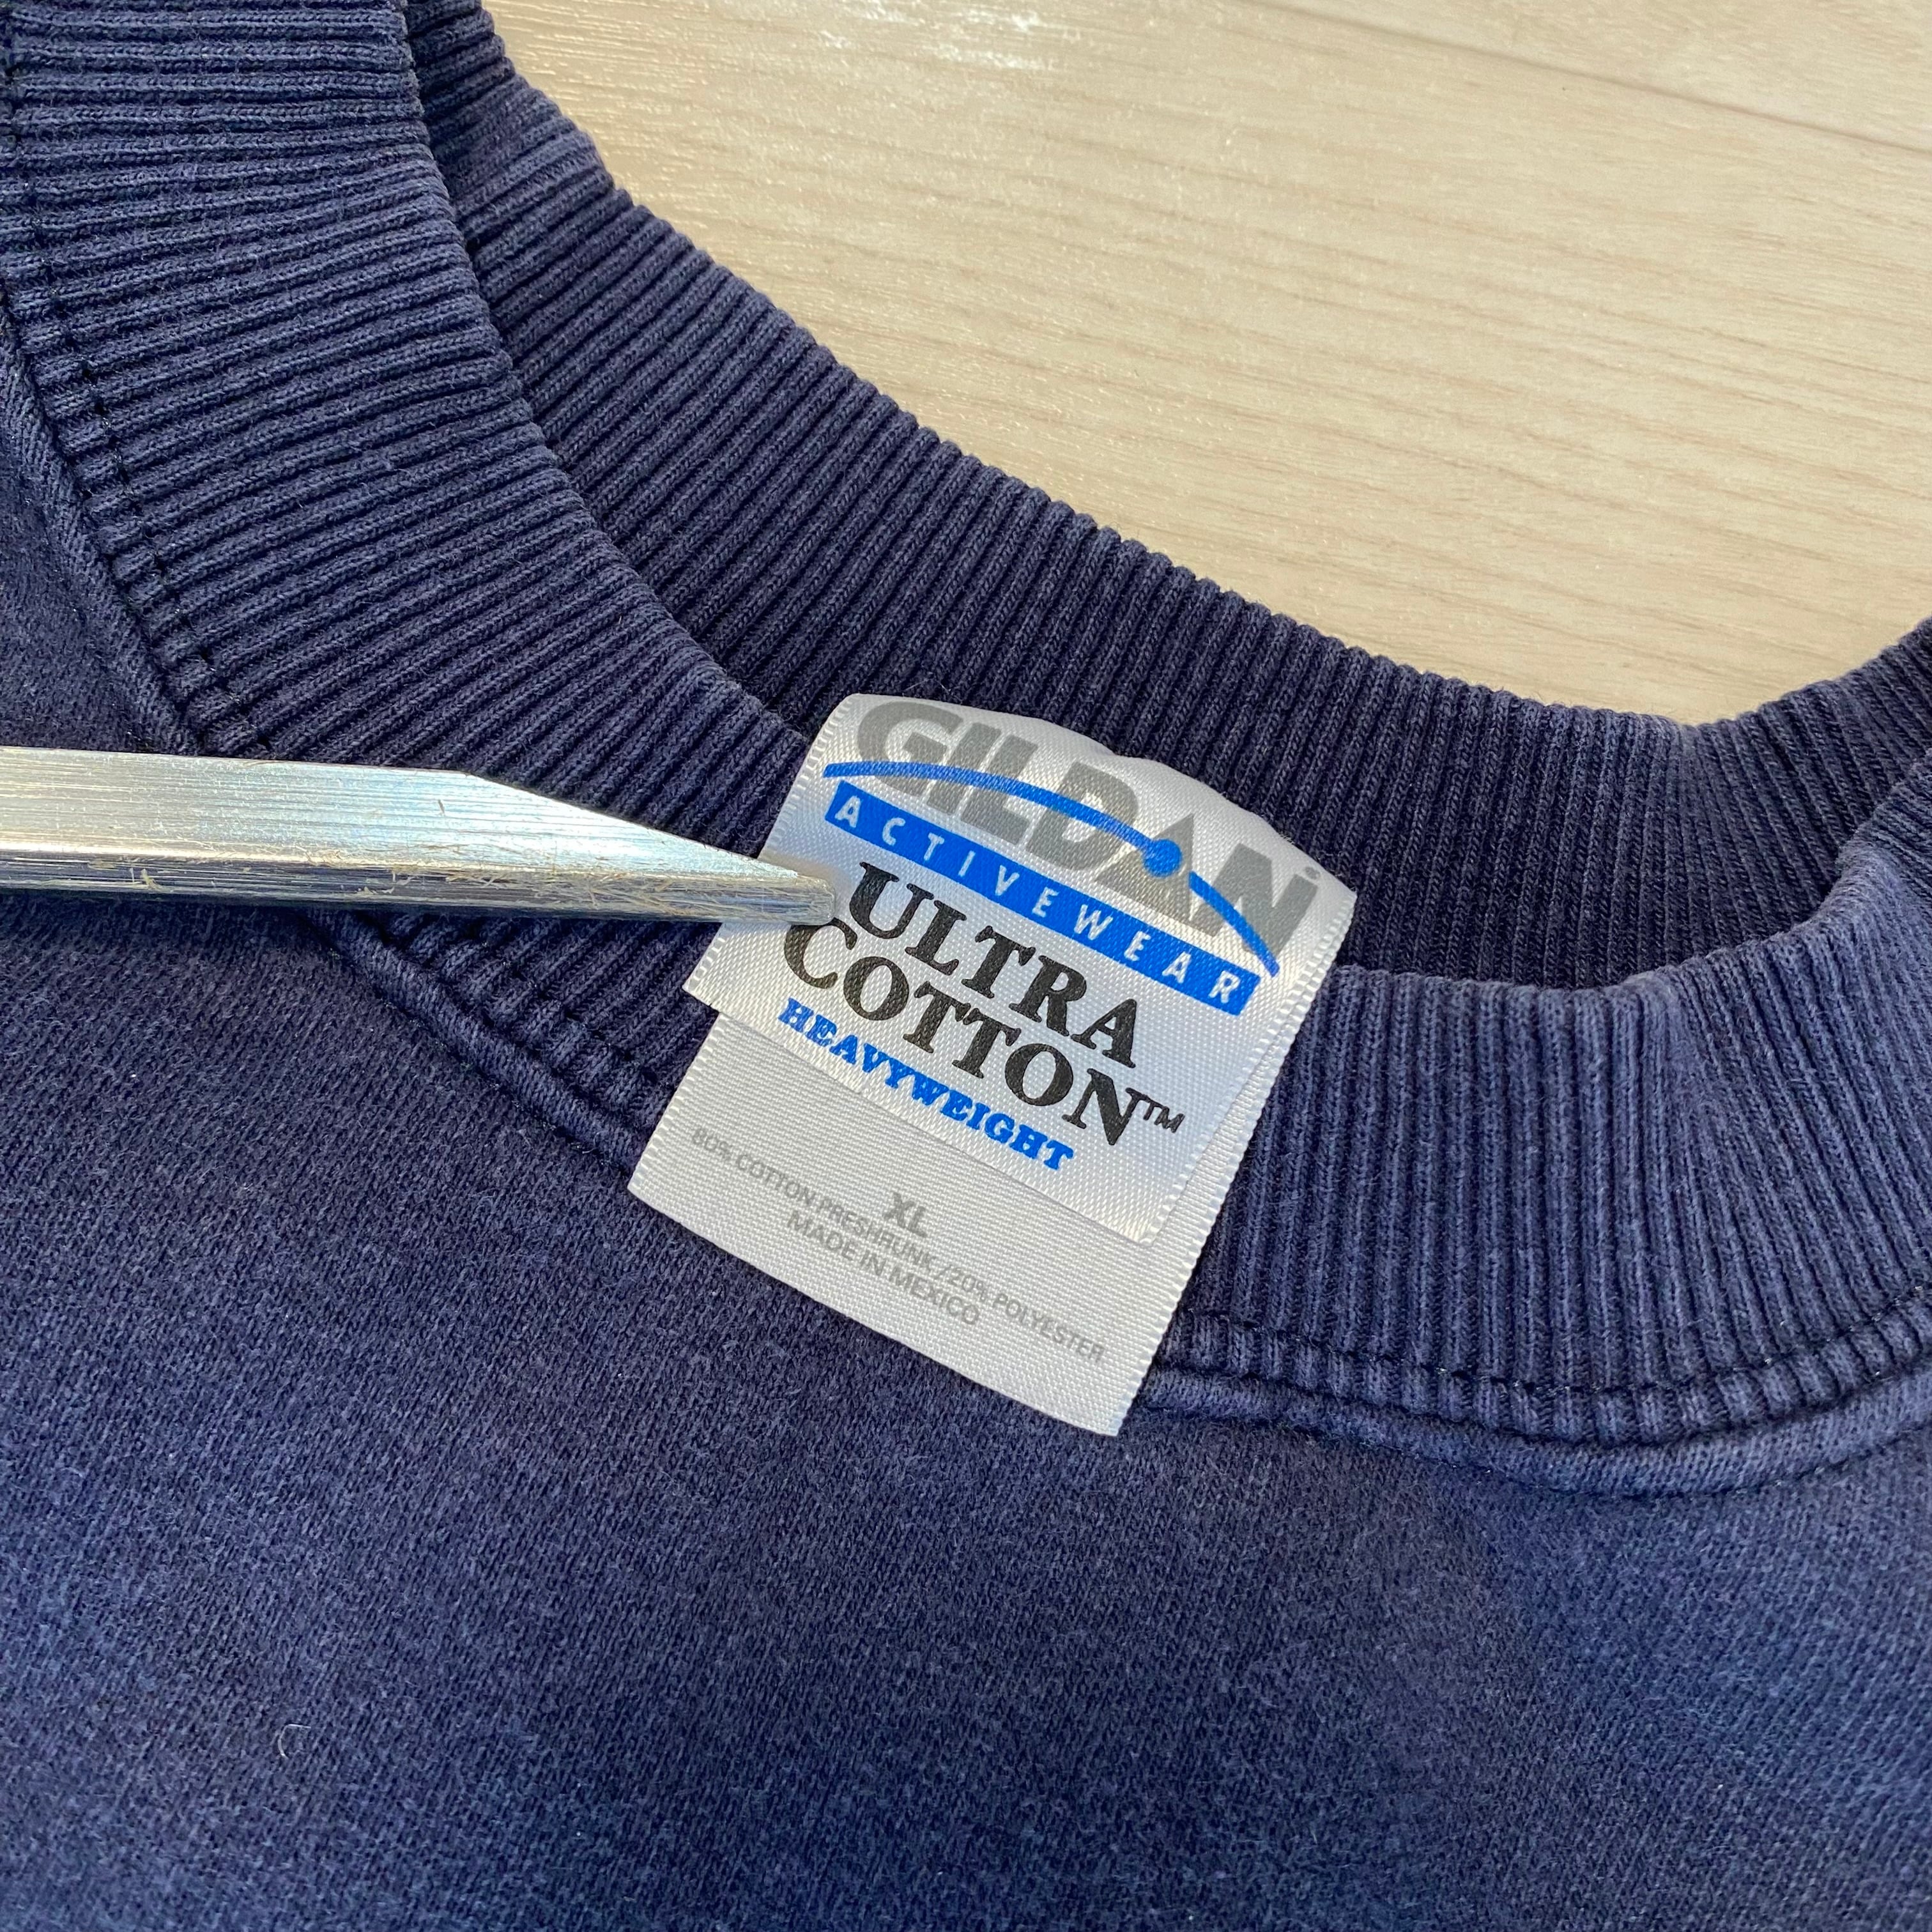 GILDAN®
ACTIVEWEAR
ULTRA
COTTON™
HEAVYWEIGHT
XL
80% COTTON PRESHRUNK / 20% POLYESTER
MADE IN MEXICO